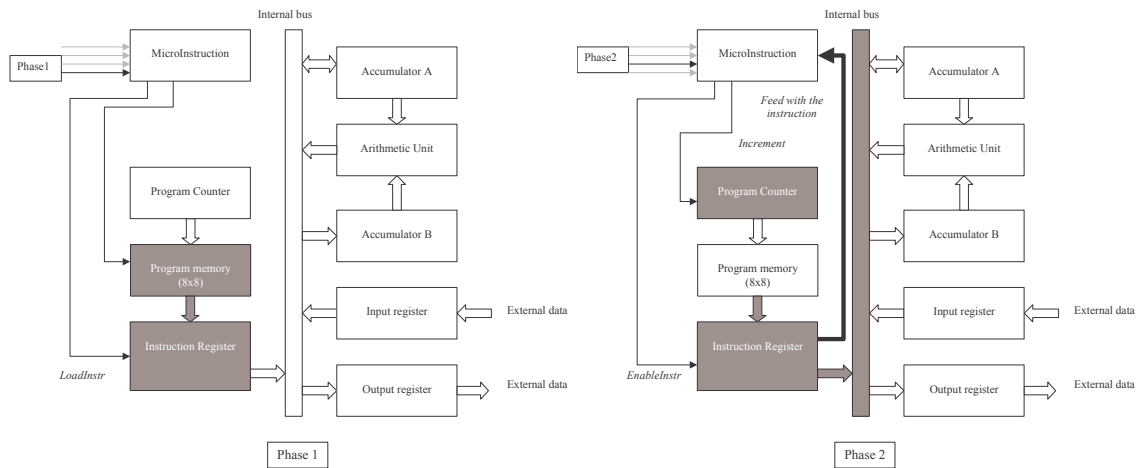 Internal bus
MicroInstruction
Phase1
Accumulator A
Arithmetic Unit
Program Counter
Accumulator B
Program memory
(8x8)
Input register
External data
Instruction Register
LoadInstr
Output register
External data
Phase 1
Internal bus
MicroInstruction
Phase2
Accumulator A
Feed with the
instruction
Increment
Arithmetic Unit
Program Counter
Accumulator B
Program memory
(8x8)
Input register
External data
Instruction Register
EnableInstr
Output register
External data
Phase 2